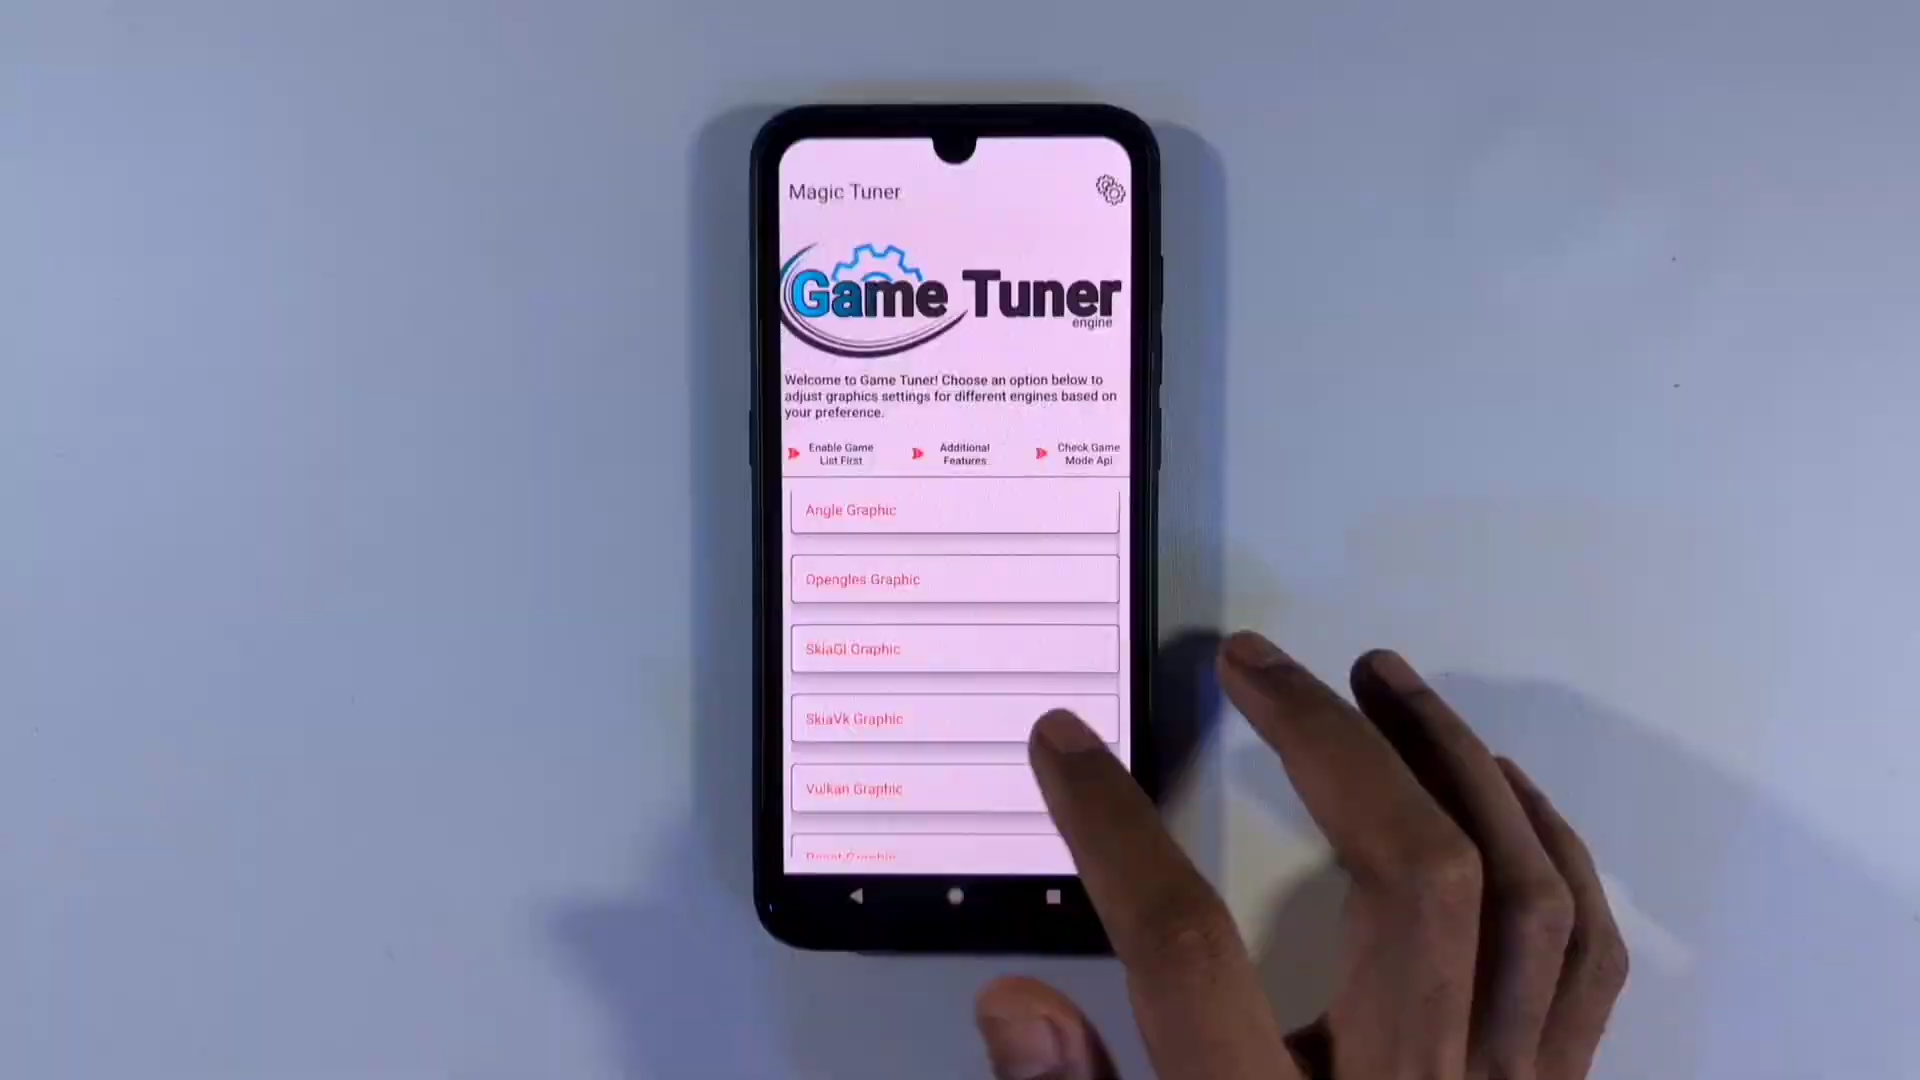 Magic Tuner
Game Tuner
engine
Welcome to Game Tuner! Choose an option below to
adjust graphics settings for different engines based on
your preference.
Enable Game
List First
Additional
Features
Check Game
Mode Api
Angle Graphic
Opengles Graphic
SkiaGl Graphic
SkiaVk Graphic
Vulkan Graphic
Graphic